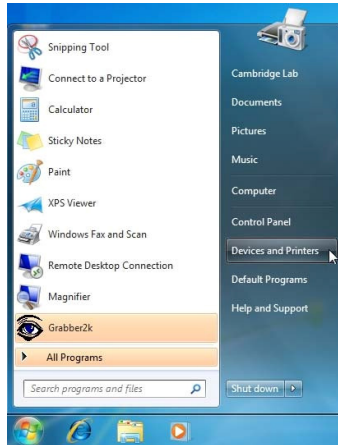 Snipping Tool
Connect to a Projector
Calculator
Sticky Notes
Paint
XPS Viewer
Windows Fax and Scan
Remote Desktop Connection
Magnifier
Grabber2k
All Programs
Search programs and files
Cambridge Lab
Documents
Pictures
Music
Computer
Control Panel
Devices and Printers
Default Programs
Help and Support
Shut down